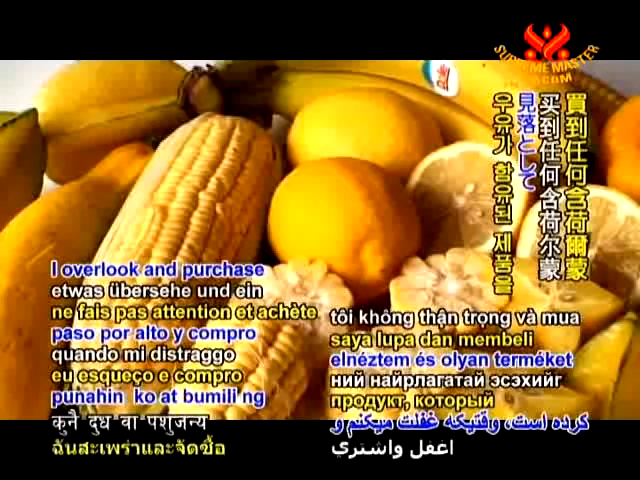 SUPREME MASTER
買到任何含荷爾蒙
买到任何含荷尔蒙
見落として
우유가 함유된 제품을
I overlook and purchase
etwas übersehe und ein
ne fais pas attention et achète
paso por alto y compro
quando mi distraggo
eu esqueço e compro
punahin ko at bumili ng
कुनै दुध वा पशुजन्य
ฉันสะเพร่าและจัดซื้อ
tôi không thận trọng và mua
saya lupa dan membeli
elnéztem és olyan terméket
ний найрлагатай эсэхийг
продукт, который
کرده است، وقتیکه غفلت میکنم و
اغفل واشتري